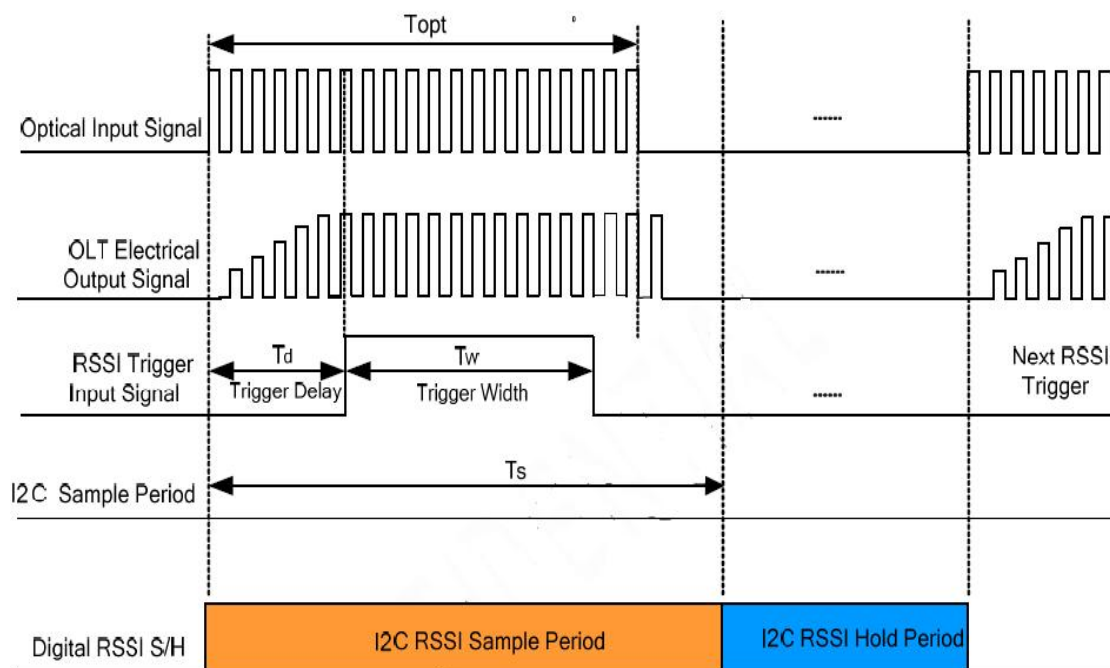 Topt
Optical Input Signal
......
OLT Electrical
Output Signal
......
RSSI Trigger
Input Signal
Td
Trigger Delay
Tw
Trigger Width
......
Next RSSI
Trigger
I2C Sample Period
Ts
Digital RSSI S/H
I2C RSSI Sample Period
I2C RSSI Hold Period